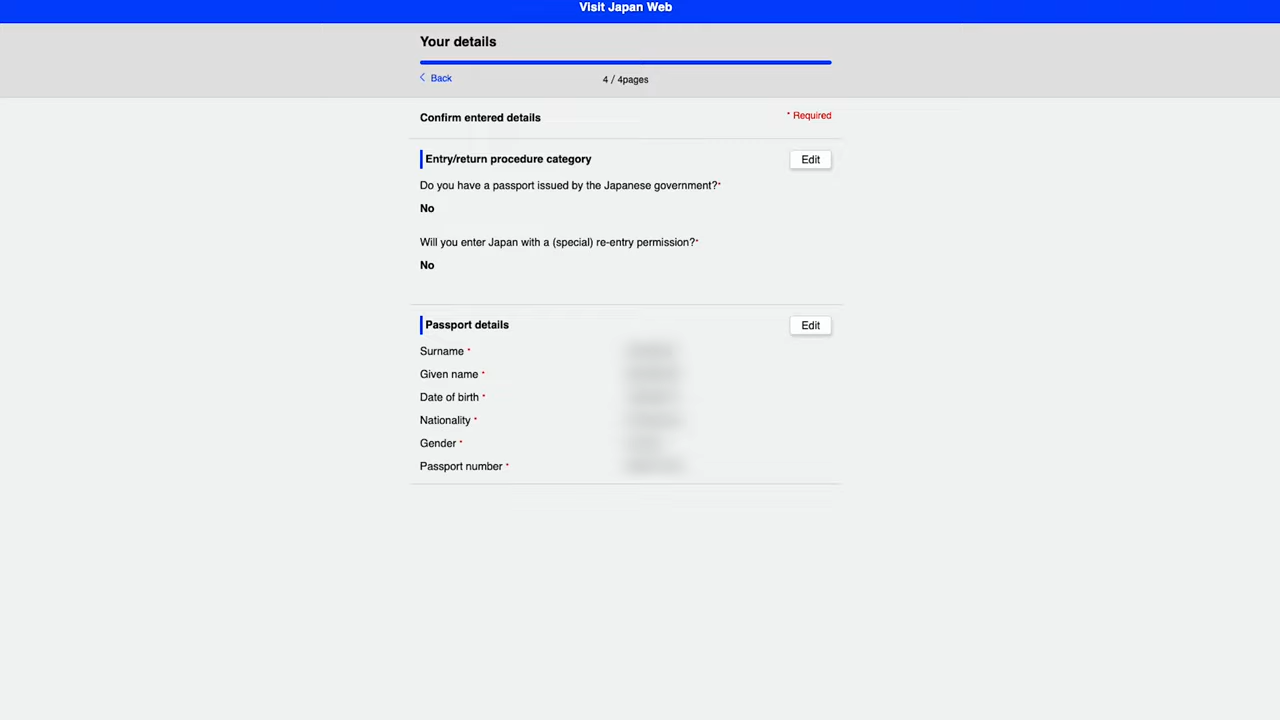 Visit Japan Web
Your details
Back
4 / 4pages
Confirm entered details
* Required
Entry/return procedure category
Edit
Do you have a passport issued by the Japanese government?*
No
Will you enter Japan with a (special) re-entry permission?*
No
Passport details
Edit
Surname *
Given name *
Date of birth *
Nationality *
Gender *
Passport number *